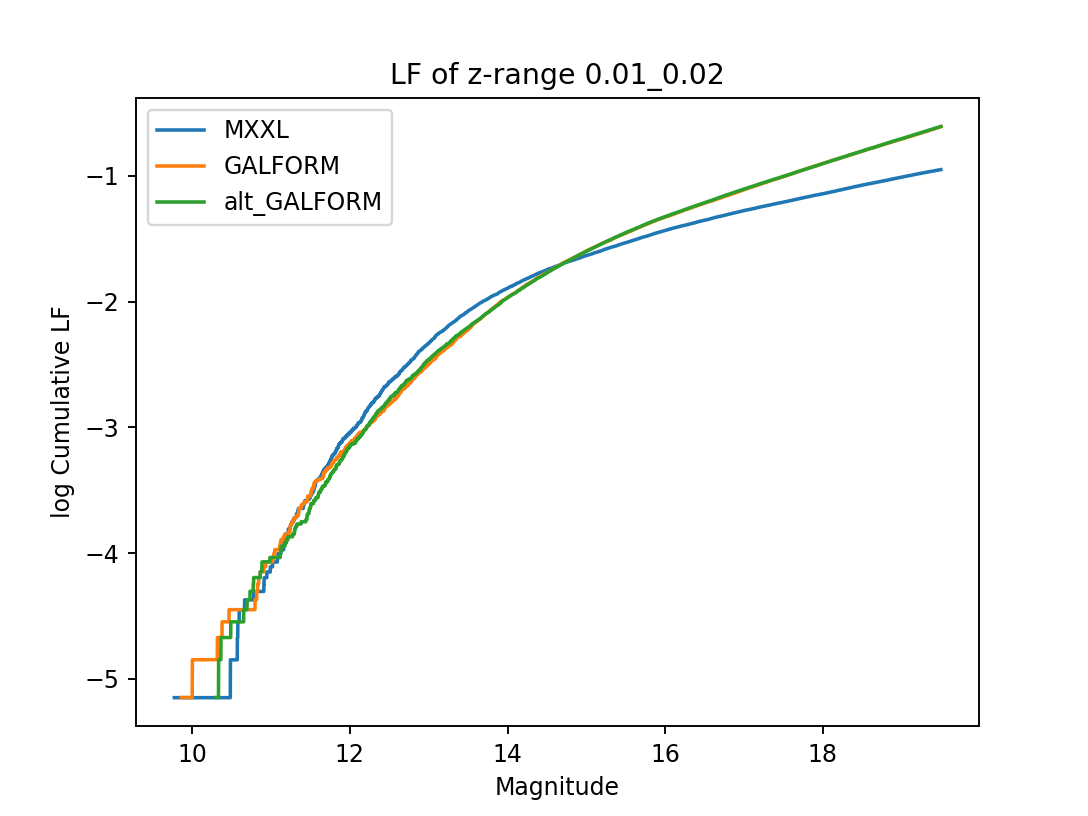 LF of z-range 0.01_0.02
MXXL
GALFORM
alt_GALFORM
log Cumulative LF
−1
−2
−3
−4
−5
10 12 14 16 18
Magnitude